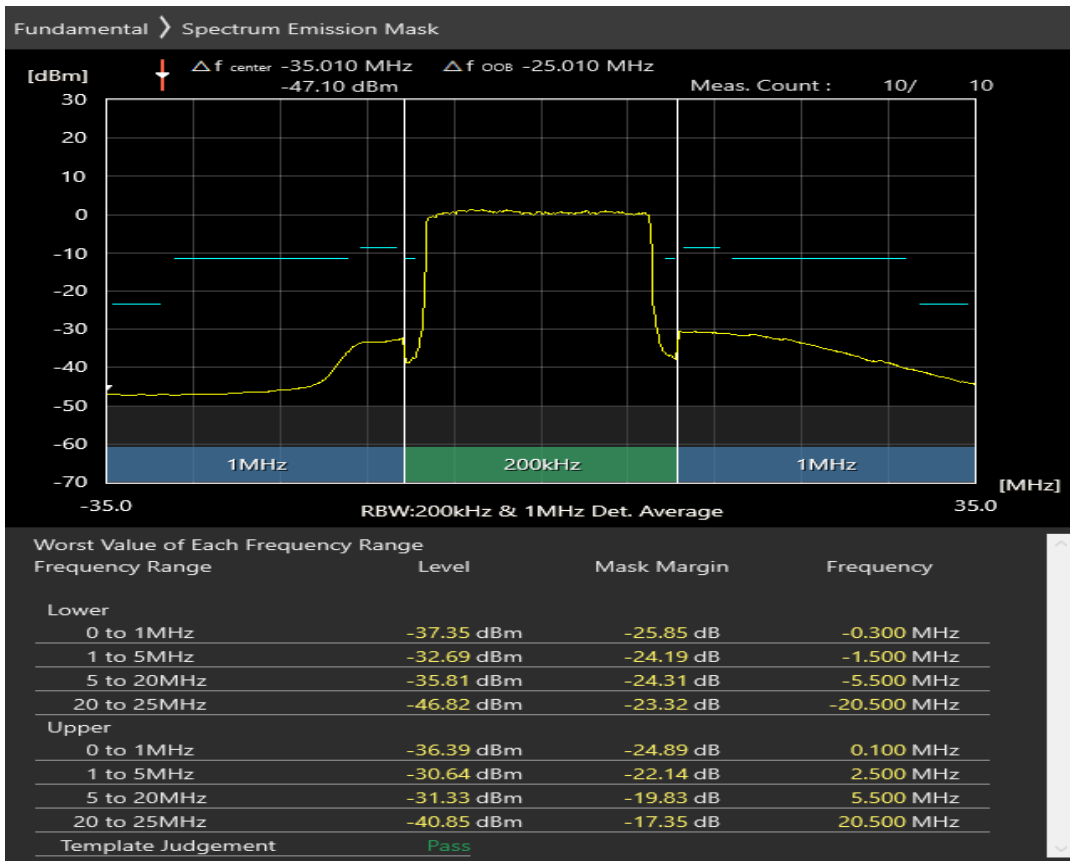 Fundamental ❯ Spectrum Emission Mask
[dBm]
△f center -35.010 MHz △f OOB -25.010 MHz
-47.10 dBm
Meas. Count : 10/ 10
30
20
10
0
-10
-20
-30
-40
-50
-60
-70
1MHz 200kHz 1MHz
[MHz]
-35.0 RBW:200kHz & 1MHz Det. Average 35.0
Worst Value of Each Frequency Range
Frequency Range Level Mask Margin Frequency
Lower
0 to 1MHz -37.35 dBm -25.85 dB -0.300 MHz
1 to 5MHz -32.69 dBm -24.19 dB -1.500 MHz
5 to 20MHz -35.81 dBm -24.31 dB -5.500 MHz
20 to 25MHz -46.82 dBm -23.32 dB -20.500 MHz
Upper
0 to 1MHz -36.39 dBm -24.89 dB 0.100 MHz
1 to 5MHz -30.64 dBm -22.14 dB 2.500 MHz
5 to 20MHz -31.33 dBm -19.83 dB 5.500 MHz
20 to 25MHz -40.85 dBm -17.35 dB 20.500 MHz
Template Judgement Pass